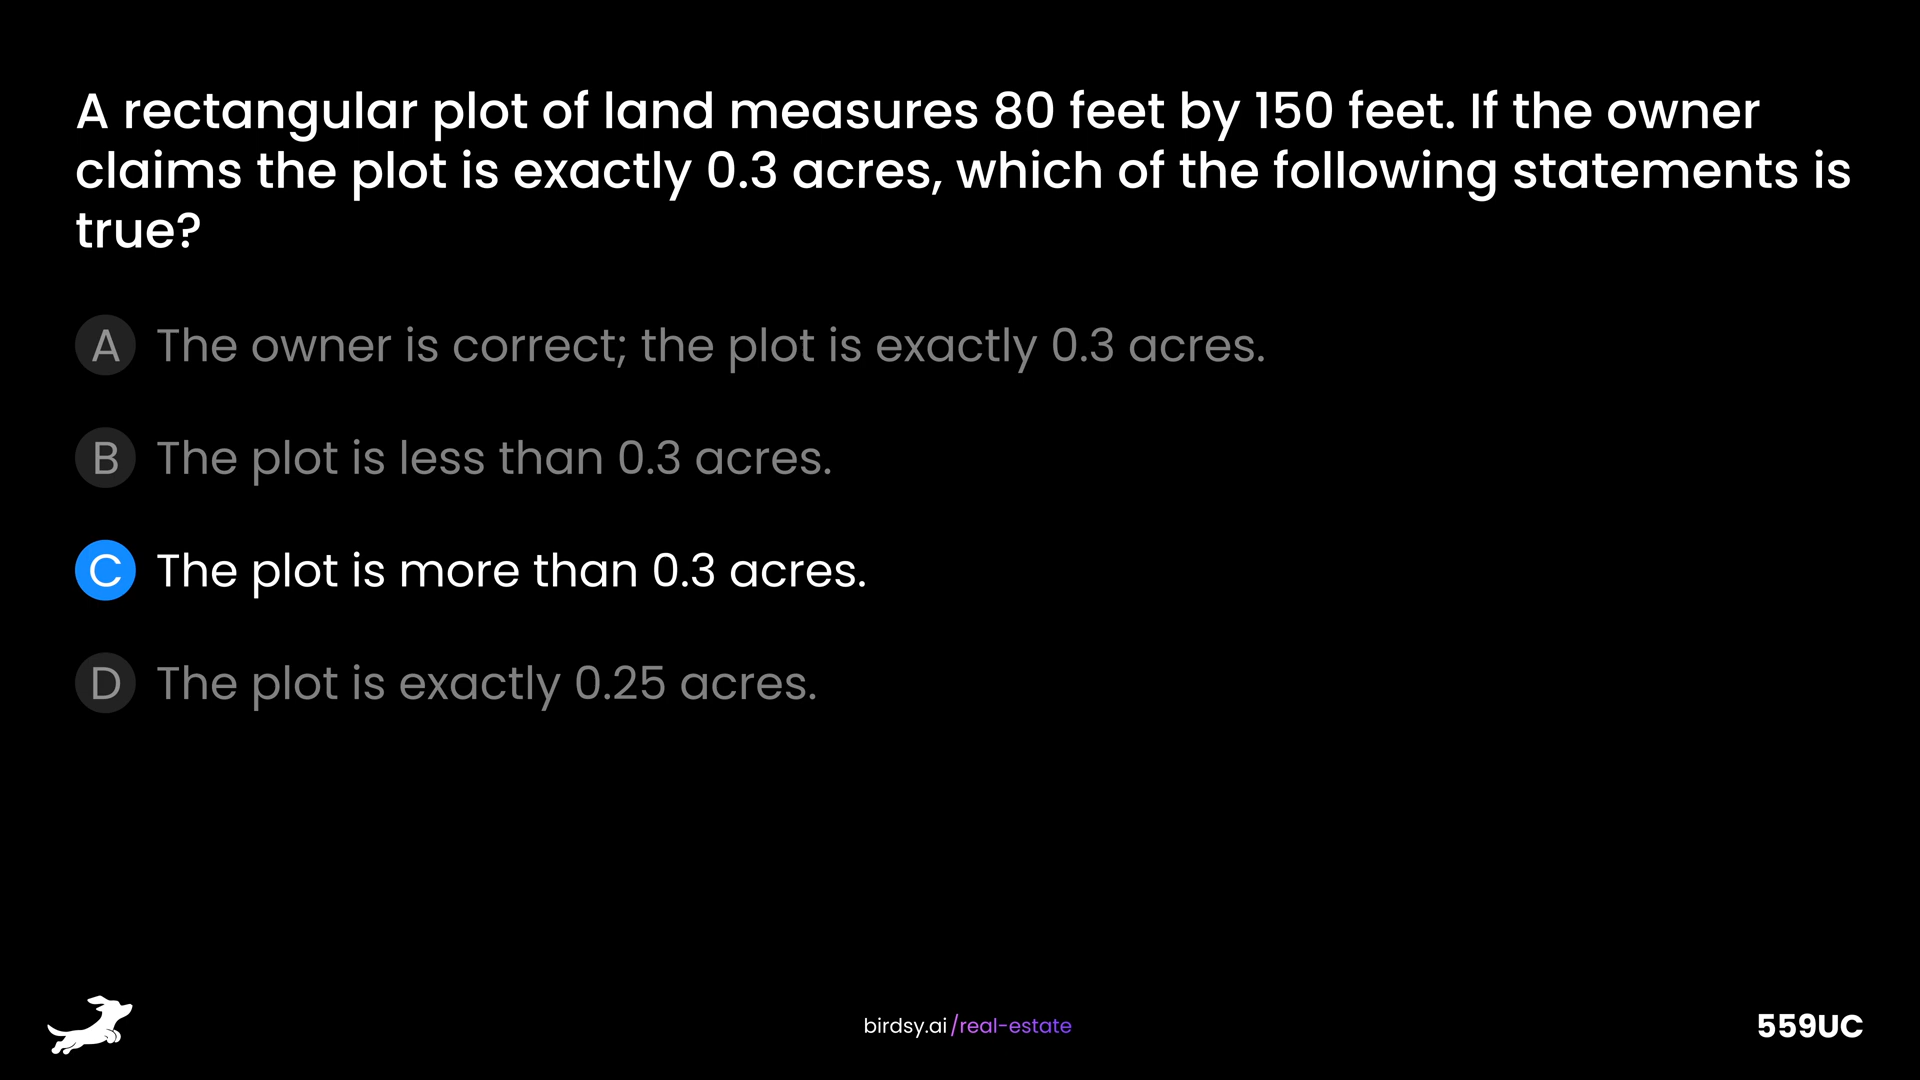 A rectangular plot of land measures 80 feet by 150 feet. If the owner
claims the plot is exactly 0.3 acres, which of the following statements is
true?
A The owner is correct; the plot is exactly 0.3 acres.
B The plot is less than 0.3 acres.
C The plot is more than 0.3 acres.
D The plot is exactly 0.25 acres.
birdsy.ai/real-estate
559UC